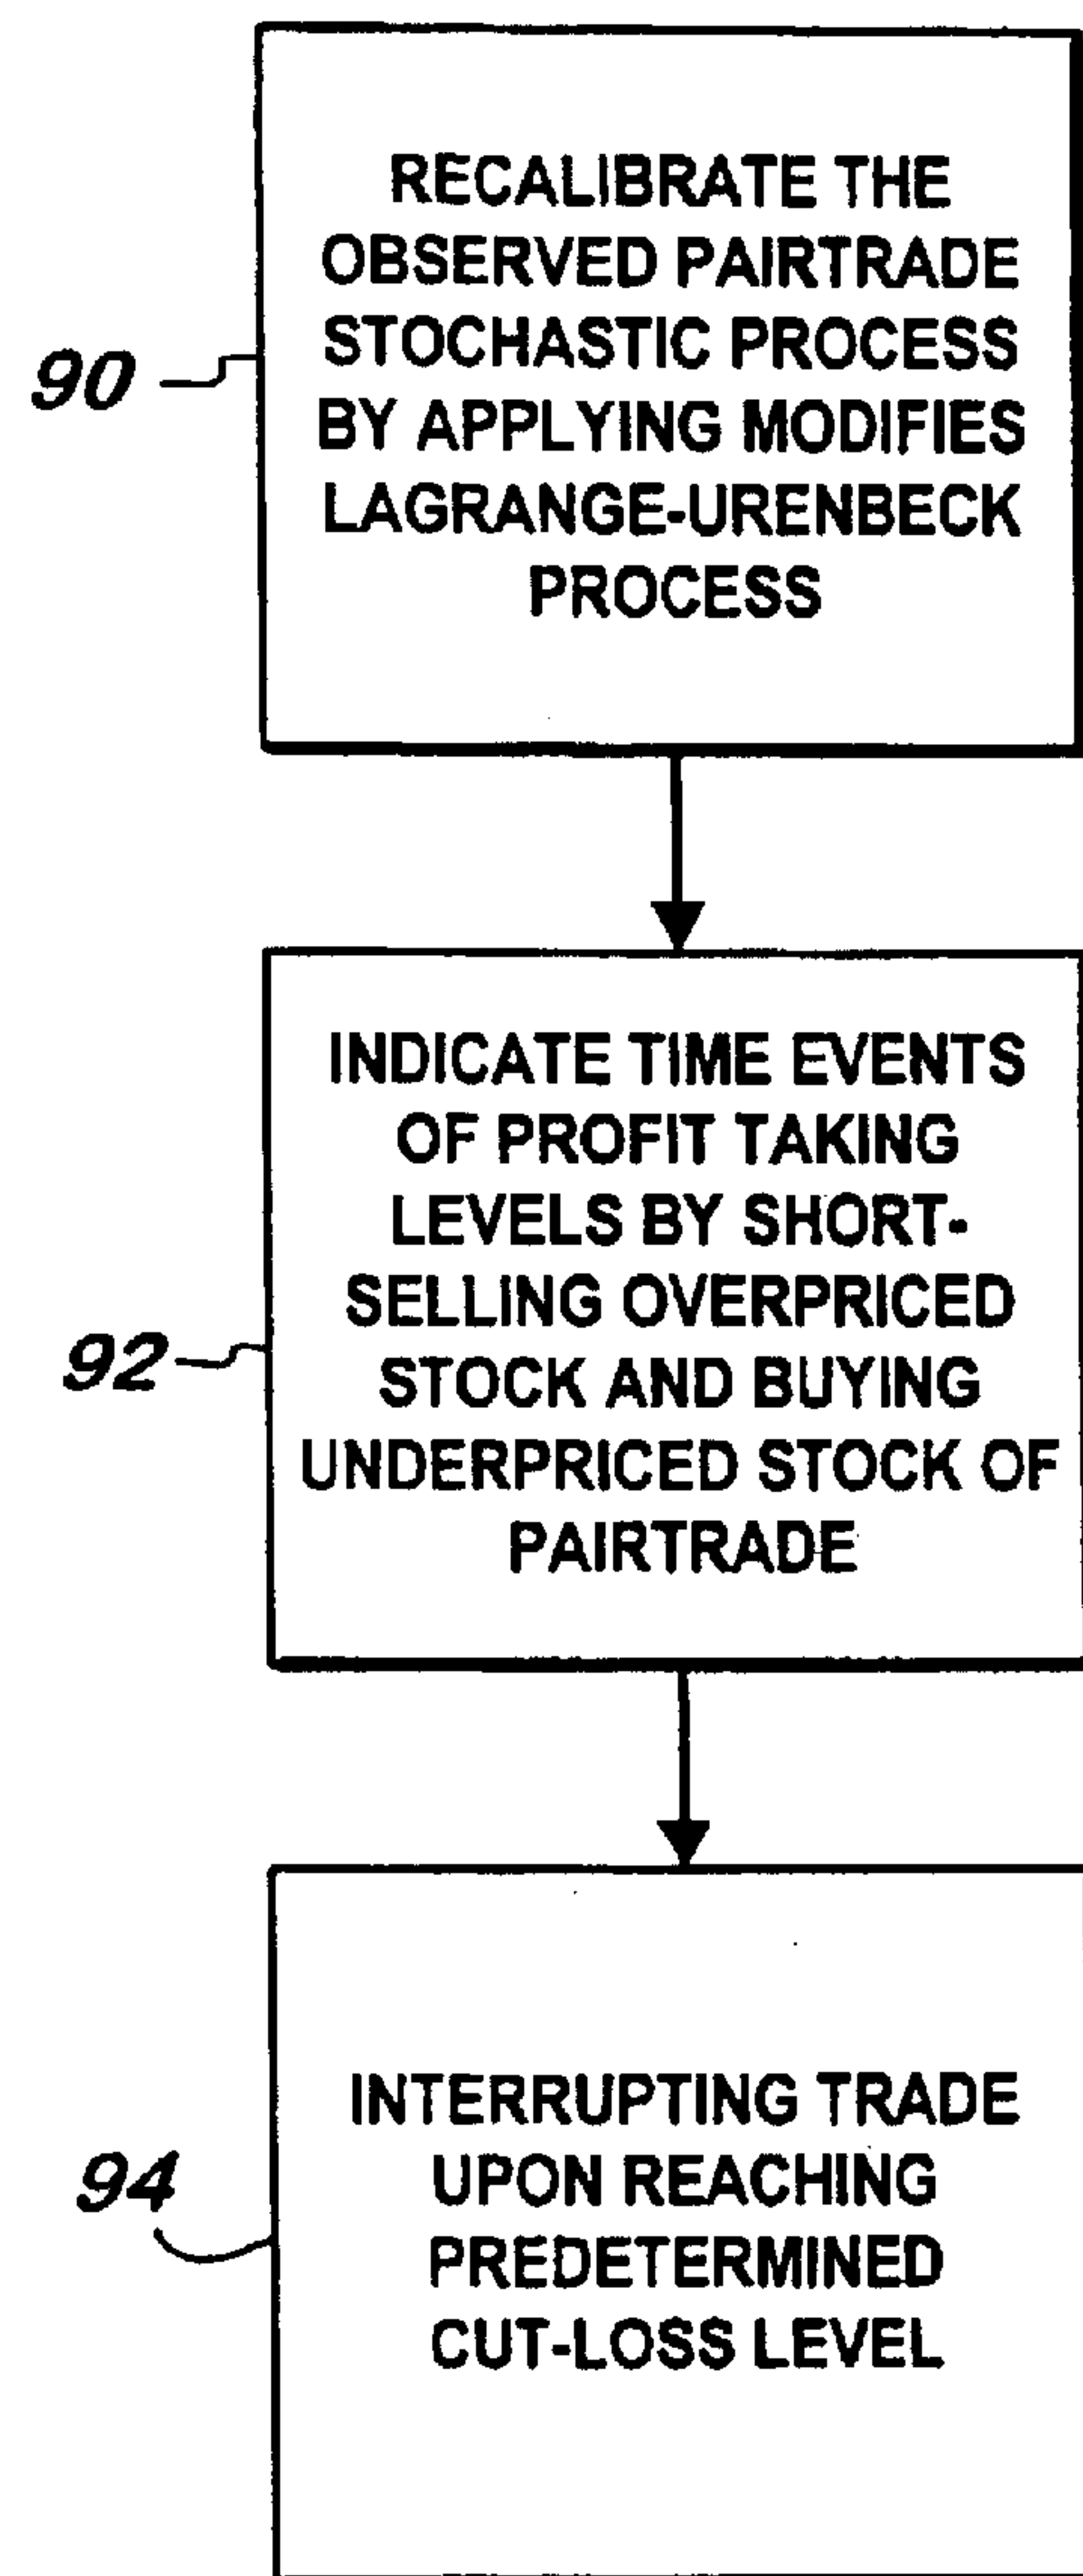 RECALIBRATE THE
OBSERVED PAIRTRADE
STOCHASTIC PROCESS
BY APPLYING MODIFIES
LAGRANGE-URENBECK
PROCESS
90
INDICATE TIME EVENTS
OF PROFIT TAKING
LEVELS BY SHORT-
SELLING OVERPRICED
STOCK AND BUYING
UNDERPRICED STOCK OF
PAIRTRADE
92
INTERRUPTING TRADE
UPON REACHING
PREDETERMINED
CUT-LOSS LEVEL
94